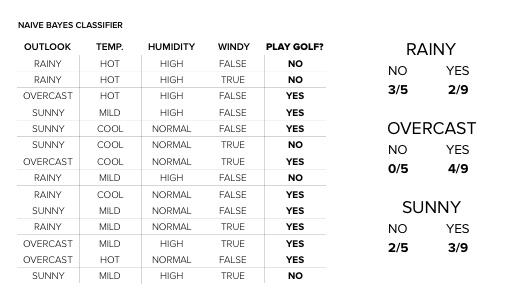 NAIVE BAYES CLASSIFIER
OUTLOOK TEMP. HUMIDITY WINDY PLAY GOLF?
RAINY HOT HIGH FALSE NO
RAINY HOT HIGH TRUE NO
OVERCAST HOT HIGH FALSE YES
SUNNY MILD HIGH FALSE YES
SUNNY COOL NORMAL FALSE YES
SUNNY COOL NORMAL TRUE NO
OVERCAST COOL NORMAL TRUE YES
RAINY MILD HIGH FALSE NO
RAINY COOL NORMAL FALSE YES
SUNNY MILD NORMAL FALSE YES
RAINY MILD NORMAL TRUE YES
OVERCAST MILD HIGH TRUE YES
OVERCAST HOT NORMAL FALSE YES
SUNNY MILD HIGH TRUE NO
RAINY
NO YES
3/5 2/9
OVERCAST
NO YES
0/5 4/9
SUNNY
NO YES
2/5 3/9